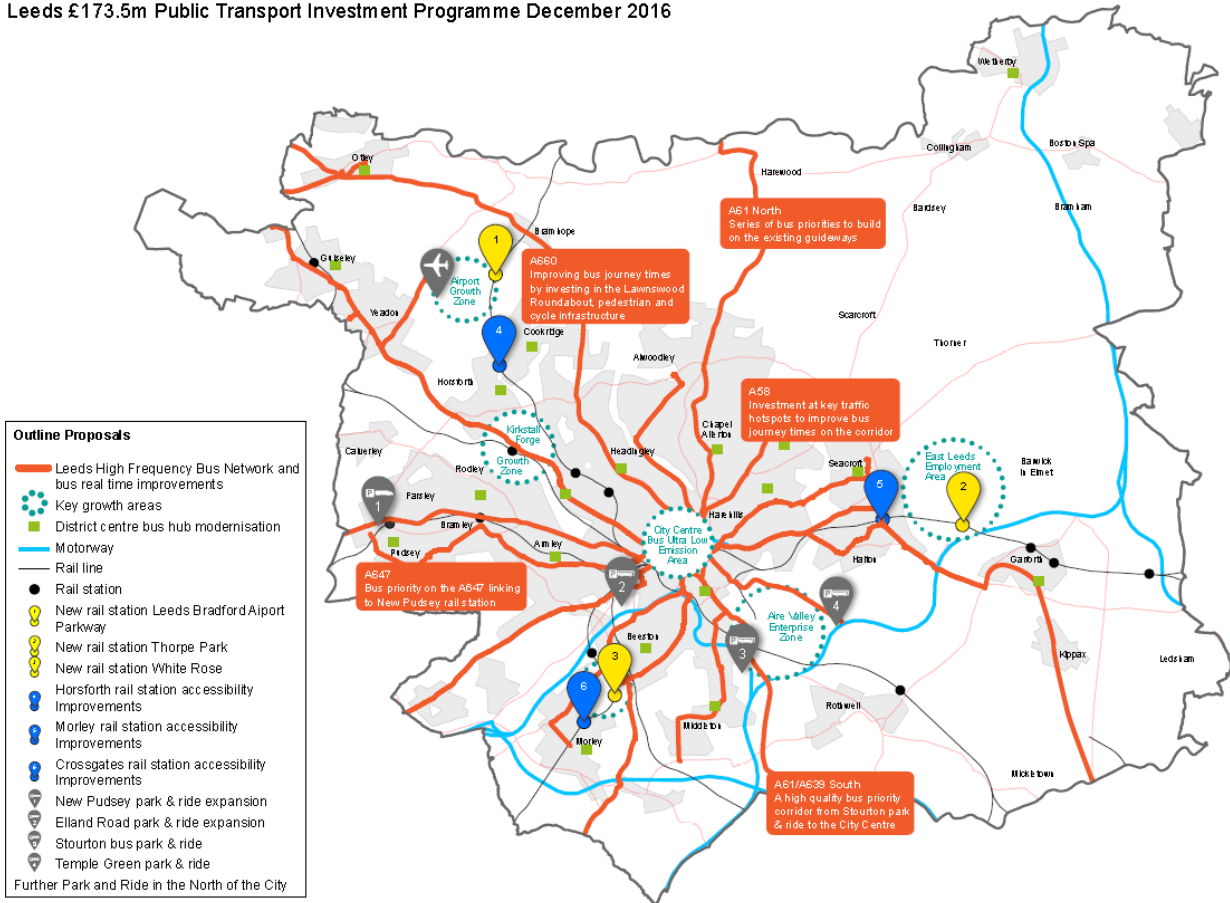 Leeds £173.5m Public Transport Investment Programme December 2016
Wetherby
Collingham
Boston Spa
Otley
Harewood
Bardsey
Bramham
A61 North
Series of bus priorities to build
on the existing guideways
Bramhope
Guiseley
1
A660
Improving bus journey times
by investing in the Lawnswood
Roundabout, pedestrian and
cycle infrastructure
Airport
Growth
Zone
Yeadon
4
Cookridge
Scarcroft
Thorner
Alwoodley
Horsforth
A58
Investment at key traffic
hotspots to improve bus
journey times on the corridor
Kirkstall
Forge
Growth
Zone
Chapel
Allerton
Calverley
Rodley
Headingley
Seacroft
East Leeds
Employment
Area
Barwick
In Elmet
Farsley
P
1
5
2
Bramley
Harehills
City Centre
Bus Ultra Low
Emission
Area
Pudsey
Armley
Halton
Garforth
A647
Bus priority on the A647 linking
to New Pudsey rail station
P
2
P
4
Aire Valley
Enterprise
Zone
Beeston
P
3
3
Kippax
Ledsham
6
Rothwell
Middleton
Morley
Mickletown
A61/A639 South
A high quality bus priority
corridor from Stourton park
& ride to the City Centre
Outline Proposals
Leeds High Frequency Bus Network and
bus real time improvements
Key growth areas
District centre bus hub modernisation
Motorway
Rail line
Rail station
New rail station Leeds Bradford Aiport
Parkway
New rail station Thorpe Park
New rail station White Rose
Horsforth rail station accessibility
Improvements
Morley rail station accessibility
Improvements
Crossgates rail station accessibility
Improvements
New Pudsey park & ride expansion
Elland Road park & ride expansion
Stourton bus park & ride
Temple Green park & ride
Further Park and Ride in the North of the City